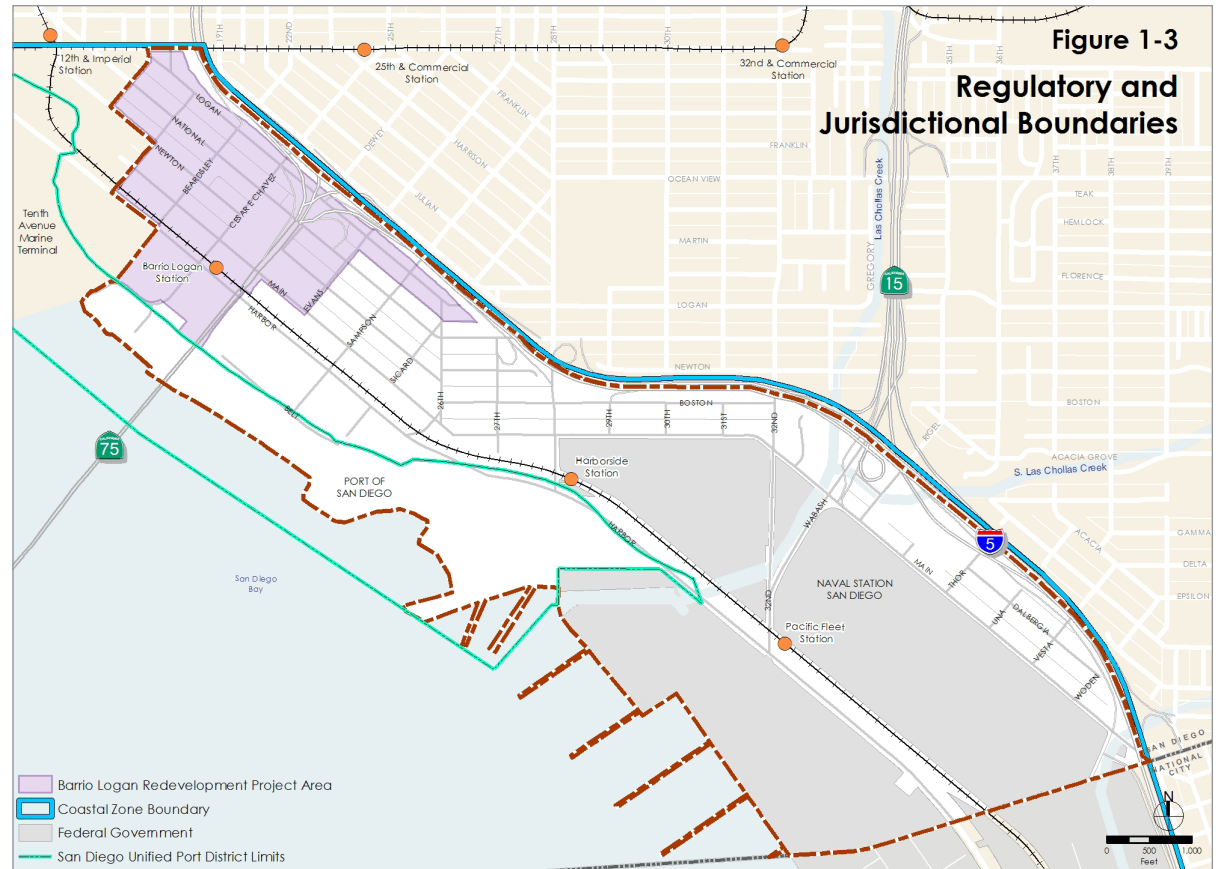 Figure 1-3
Regulatory and
Jurisdictional Boundaries
19TH
22ND
25TH
27TH
28TH
30TH
35TH
36TH
12th & Imperial
Station
25th & Commercial
Station
32nd & Commercial
Station
LOGAN
NATIONAL
NEWTON
BEARDSLEY
CESAR E CHAVEZ
DEWEY
FRANKLIN
HARRISON
JULIAN
FRANKLIN
OCEAN VIEW
MARTIN
LOGAN
NEWTON
GREGORY
Las Chollas Creek
CALIFORNIA
15
37TH
38TH
39TH
TEAK
HEMLOCK
FLORENCE
BOSTON
ACACIA GROVE
S. Las Chollas Creek
RIGEL
ACACIA
GAMMA
DELTA
EPSILON
Tenth
Avenue
Marine
Terminal
Barrio Logan
Station
MAIN
EVANS
HARBOR
SAMPSON
SICARD
BELT
26TH
27TH
29TH
30TH
31ST
32ND
BOSTON
CALIFORNIA
75
PORT OF
SAN DIEGO
Harborside
Station
HARBOR
WABASH
32ND
5
MAIN
THOR
UNA
DALBERGIA
VESTA
WODEN
NAVAL STATION
SAN DIEGO
Pacific Fleet
Station
San Diego
Bay
SAN DIEGO
NATIONAL
CITY
Barrio Logan Redevelopment Project Area
Coastal Zone Boundary
Federal Government
San Diego Unified Port District Limits
N
0 500 1,000
Feet